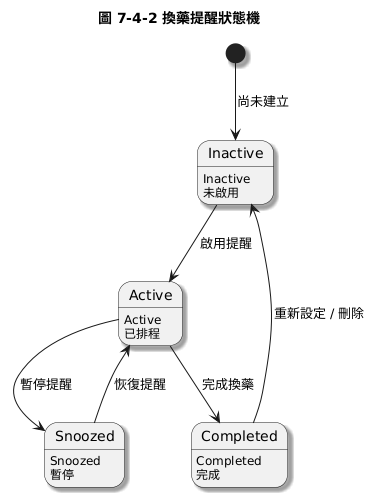 圖 7-4-2 換藥提醒狀態機
尚未建立
Inactive
Inactive
未啟用
啟用提醒
重新設定 / 刪除
Active
Active
已排程
暫停提醒
恢復提醒
完成換藥
Snoozed
Snoozed
暫停
Completed
Completed
完成